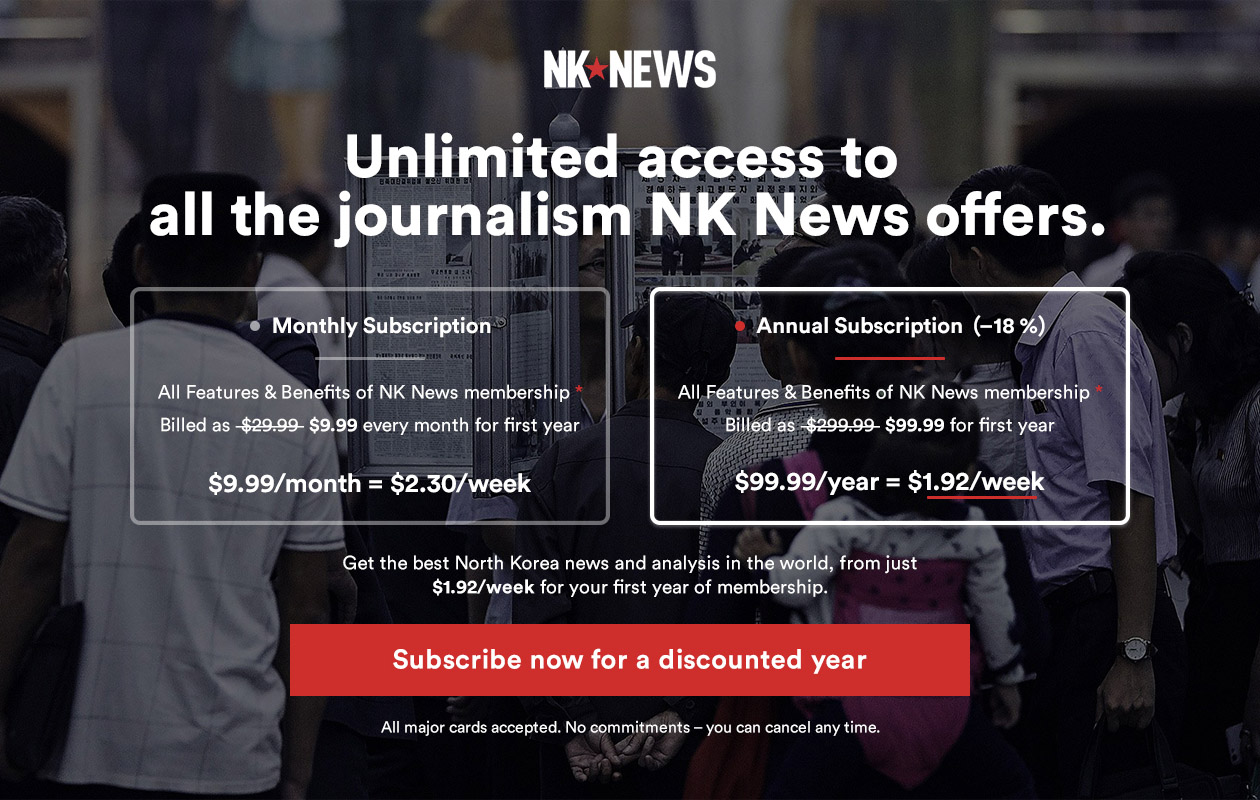 NK★NEWS
Unlimited access to
all the journalism NK News offers.
Monthly Subscription
All Features & Benefits of NK News membership *
Billed as $29.99 $9.99 every month for first year
$9.99/month = $2.30/week
Annual Subscription (–18 %)
All Features & Benefits of NK News membership *
Billed as $299.99 $99.99 for first year
$99.99/year = $1.92/week
Get the best North Korea news and analysis in the world, from just
$1.92/week for your first year of membership.
Subscribe now for a discounted year
All major cards accepted. No commitments – you can cancel any time.